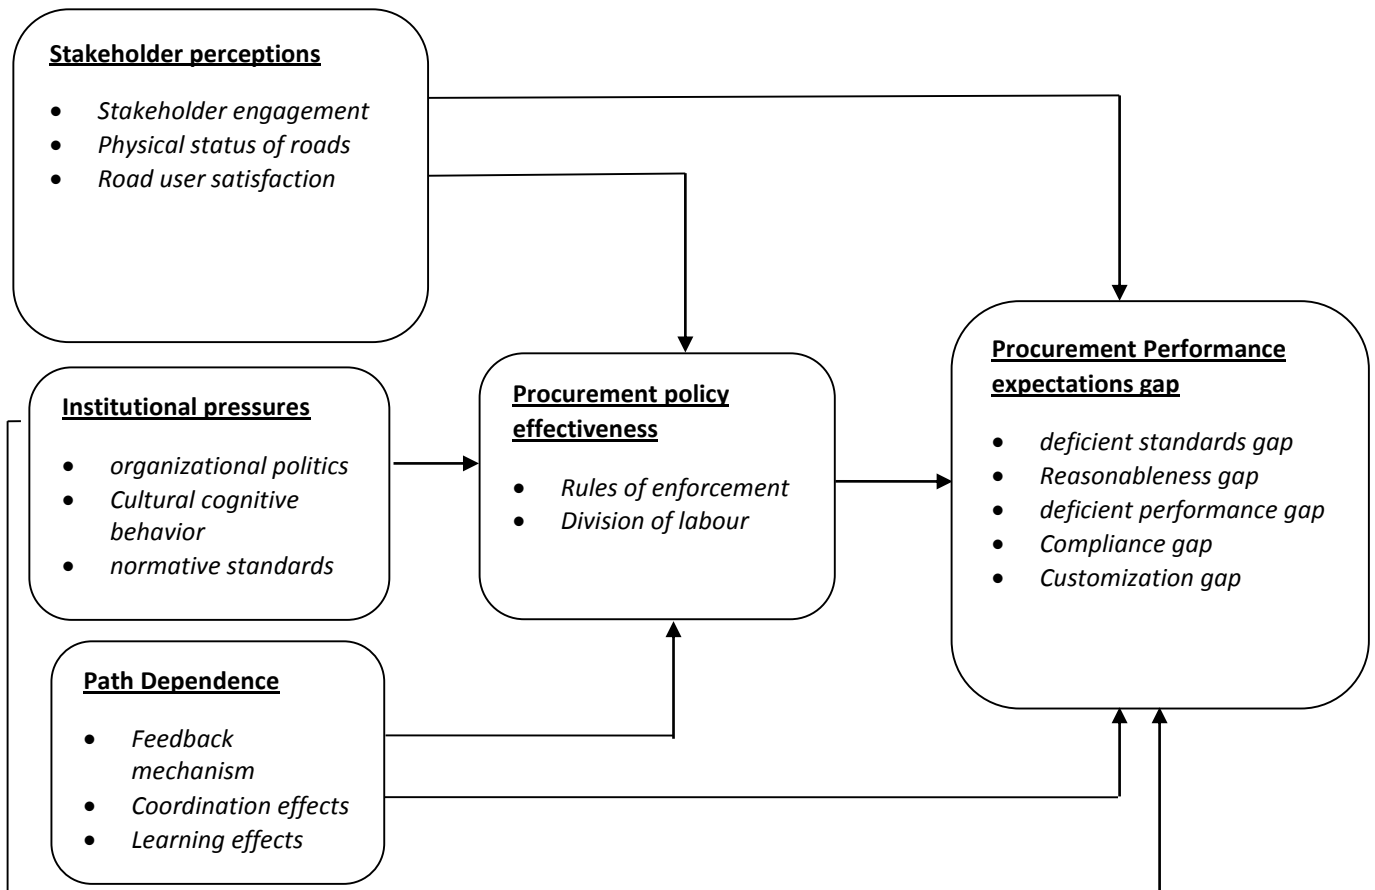 Stakeholder perceptions
• Stakeholder engagement
• Physical status of roads
• Road user satisfaction
Institutional pressures
• organizational politics
• Cultural cognitive
behavior
• normative standards
Path Dependence
• Feedback
mechanism
• Coordination effects
• Learning effects
Procurement policy
effectiveness
• Rules of enforcement
• Division of labour
Procurement Performance
expectations gap
• deficient standards gap
• Reasonableness gap
• deficient performance gap
• Compliance gap
• Customization gap